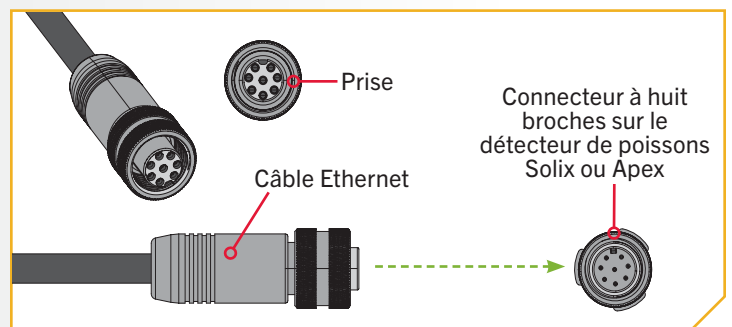 Prise
Connecteur à huit
broches sur le
détecteur de poissons
Solix ou Apex
Câble Ethernet